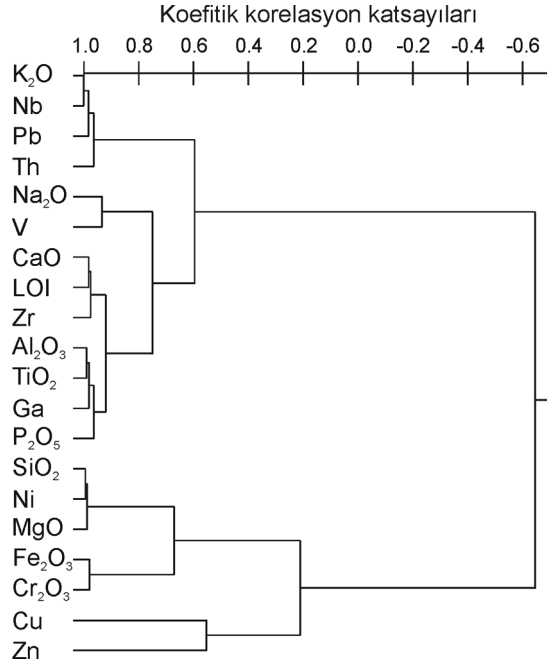 Koefitik korelasyon katsayıları
1.0 0.8 0.6 0.4 0.2 0.0 -0.2 -0.4 -0.6
K₂O
Nb
Pb
Th
Na₂O
V
CaO
LOI
Zr
Al₂O₃
TiO₂
Ga
P₂O₅
SiO₂
Ni
MgO
Fe₂O₃
Cr₂O₃
Cu
Zn